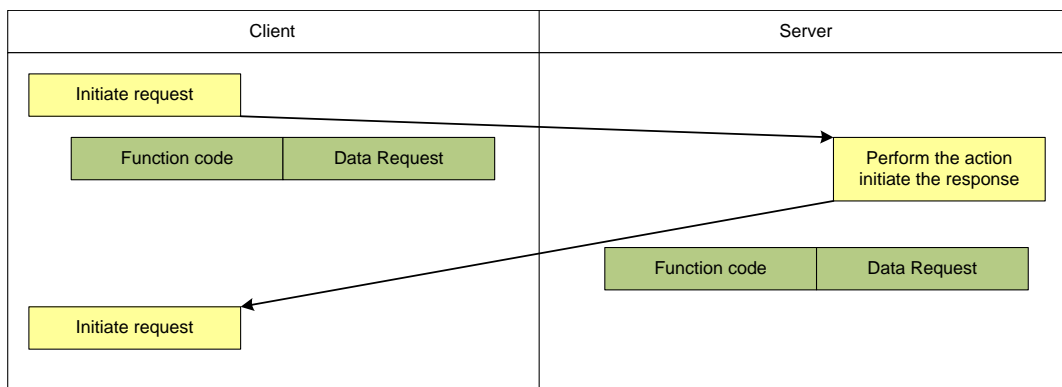 Client
Server
Initiate request
Function code
Data Request
Perform the action
initiate the response
Function code
Data Request
Initiate request